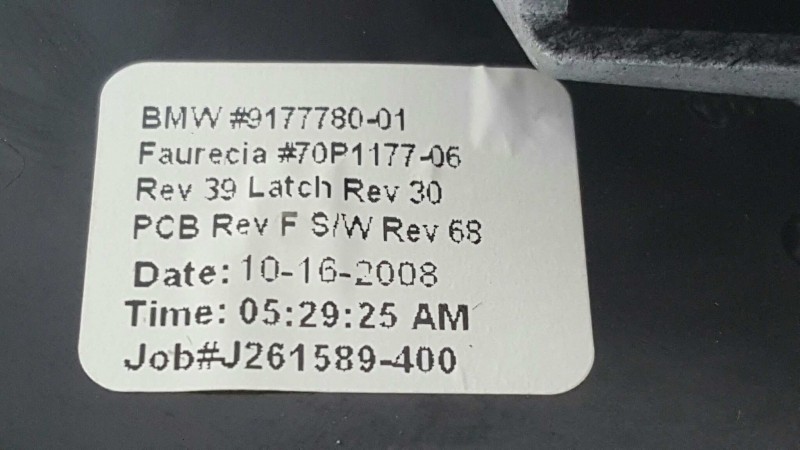 BMW #9177780-01
Faurecia #70P1177-06
Rev 39 Latch Rev 30
PCB Rev F S/W Rev 68
Date: 10-16-2008
Time: 05:29:25 AM
Job#J261589-400